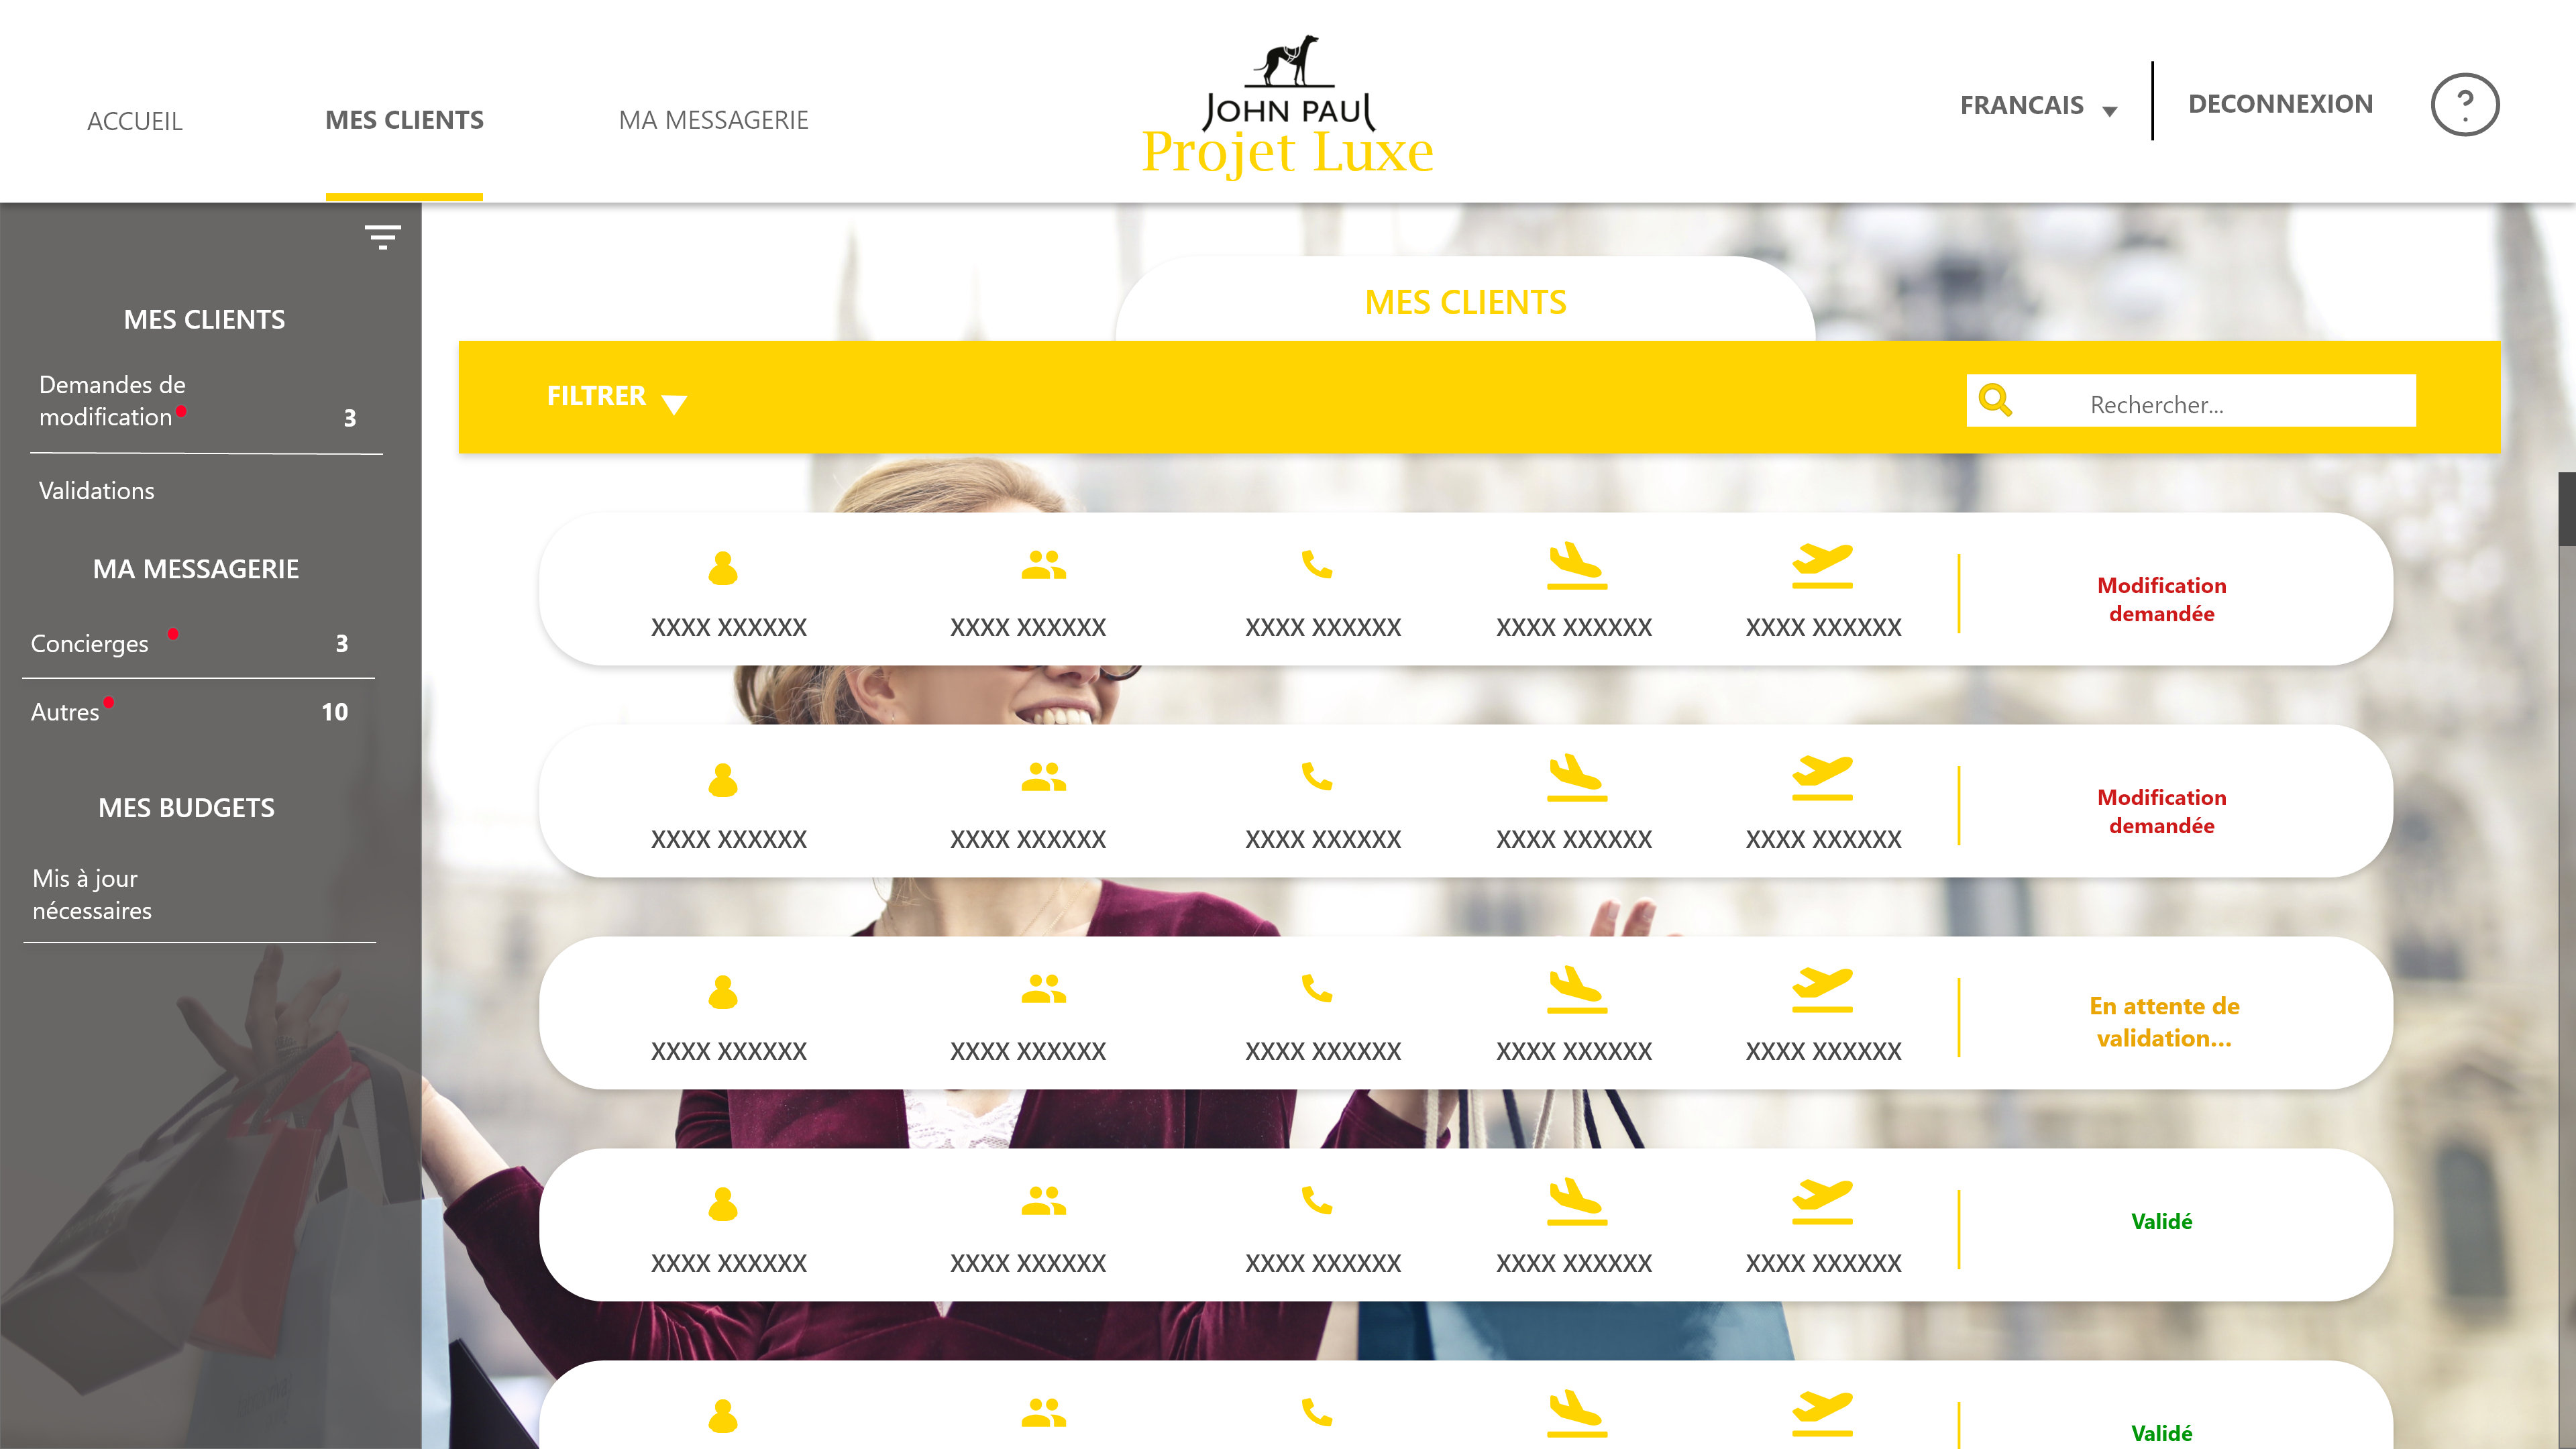 ACCUEIL
MES CLIENTS
MA MESSAGERIE
JOHN PAUL
Projet Luxe
FRANCAIS
DECONNEXION
?
MES CLIENTS
Demandes de
modification
3
Validations
MA MESSAGERIE
Concierges
3
Autres
10
MES BUDGETS
Mis à jour
nécessaires
MES CLIENTS
FILTRER
Rechercher...
XXXX XXXXXX
XXXX XXXXXX
XXXX XXXXXX
XXXX XXXXXX
XXXX XXXXXX
Modification
demandée
XXXX XXXXXX
XXXX XXXXXX
XXXX XXXXXX
XXXX XXXXXX
XXXX XXXXXX
Modification
demandée
XXXX XXXXXX
XXXX XXXXXX
XXXX XXXXXX
XXXX XXXXXX
XXXX XXXXXX
En attente de
validation...
XXXX XXXXXX
XXXX XXXXXX
XXXX XXXXXX
XXXX XXXXXX
XXXX XXXXXX
Validé
Validé